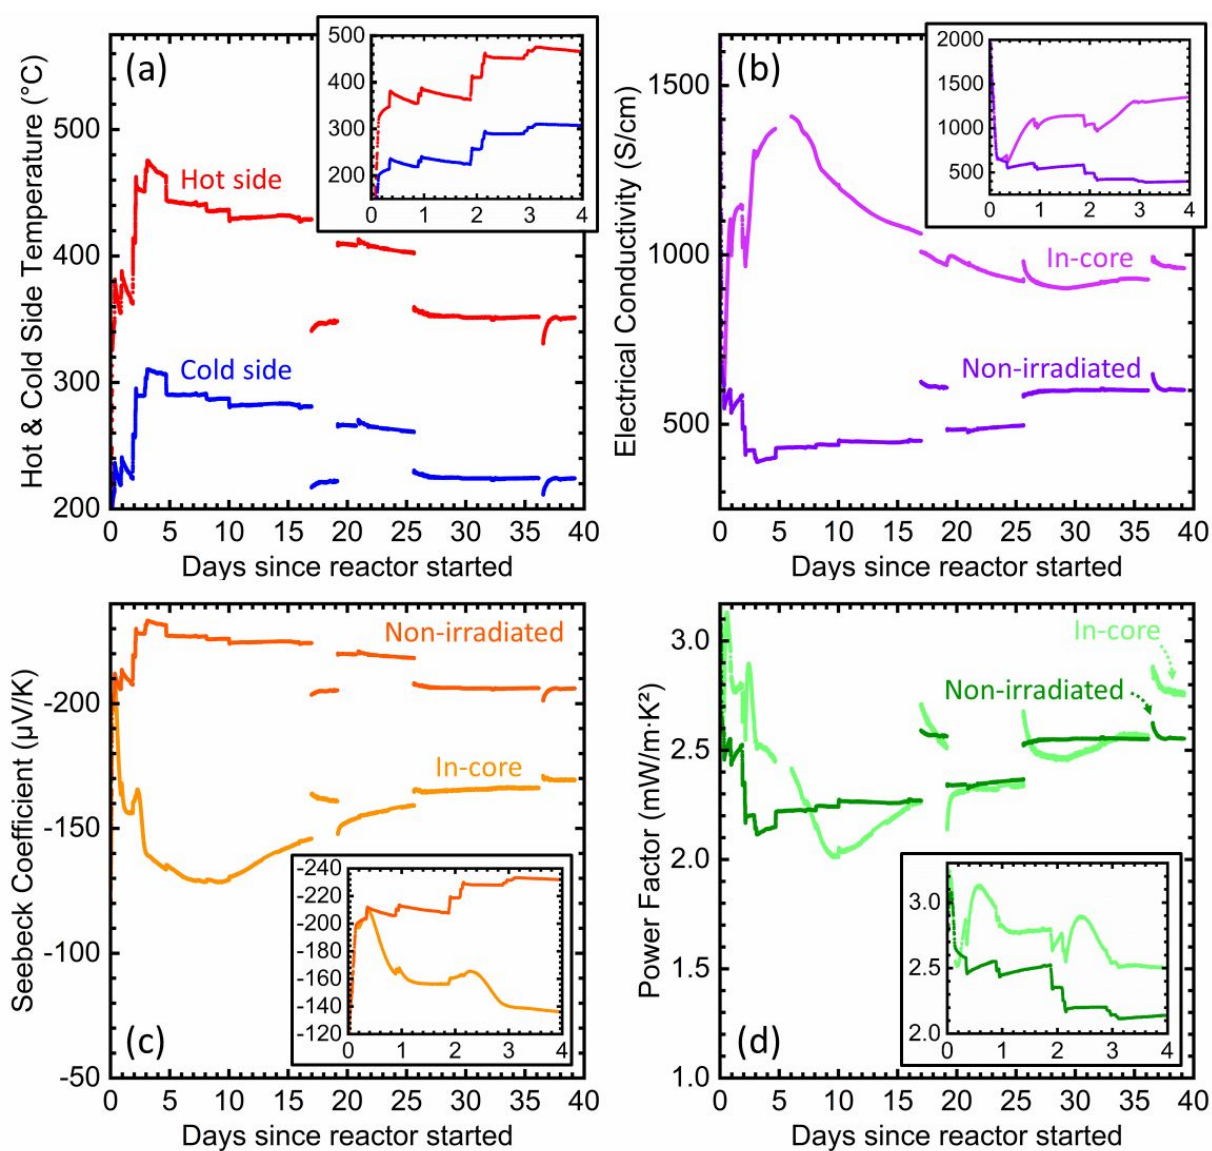 (a)
Hot & Cold Side Temperature (°C)
500
400
300
200
0 5 10 15 20 25 30 35 40
Days since reactor started
Hot side
Cold side
500
400
300
200
0 1 2 3 4
(b)
Electrical Conductivity (S/cm)
1500
1000
500
0 5 10 15 20 25 30 35 40
Days since reactor started
In-core
Non-irradiated
2000
1500
1000
500
0 1 2 3 4
(c)
Seebeck Coefficient (µV/K)
-200
-150
-100
-50
0 5 10 15 20 25 30 35 40
Days since reactor started
Non-irradiated
In-core
-240
-220
-200
-180
-160
-140
-120
0 1 2 3 4
(d)
Power Factor (mW/m·K²)
3.0
2.5
2.0
1.5
1.0
0 5 10 15 20 25 30 35 40
Days since reactor started
In-core
Non-irradiated
3.0
2.5
2.0
0 1 2 3 4